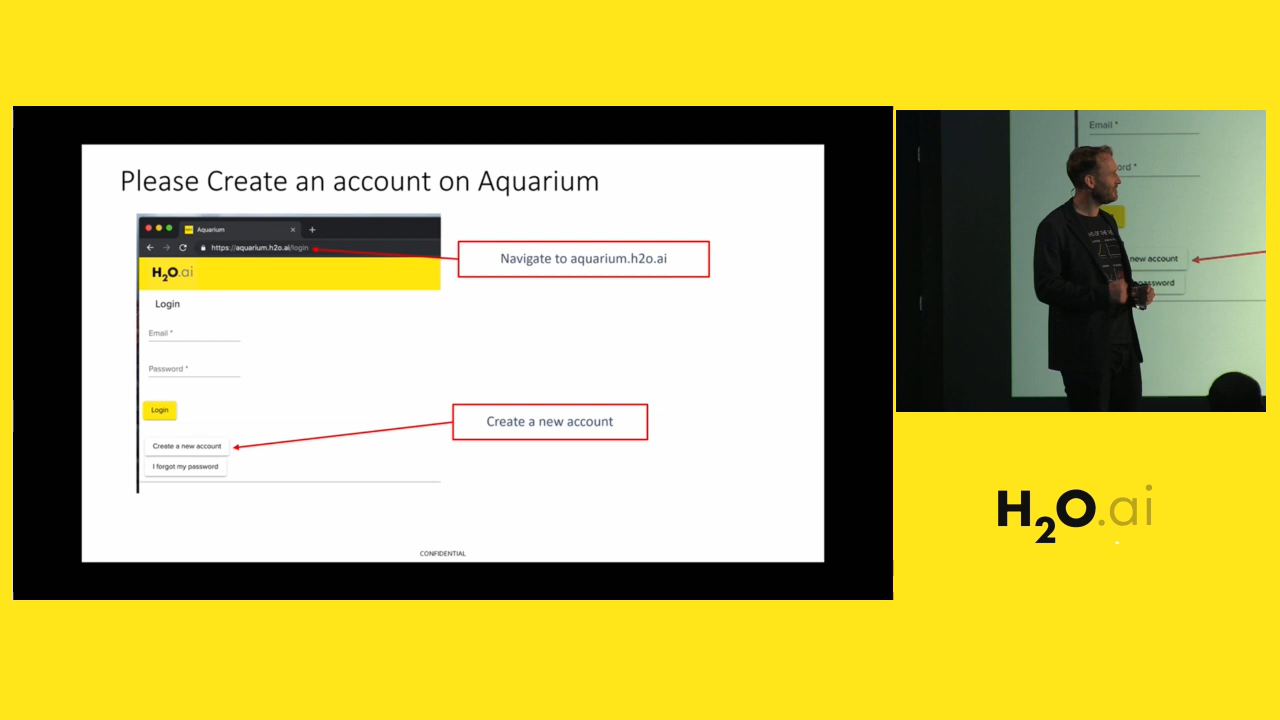 Please Create an account on Aquarium
Aquarium
https://aquarium.h2o.ai/login
Navigate to aquarium.h2o.ai
H2O.ai
Login
Email *
Password *
Login
Create a new account
Create a new account
I forgot my password
CONFIDENTIAL
Email *
ord *
new account
password
H2O.ai